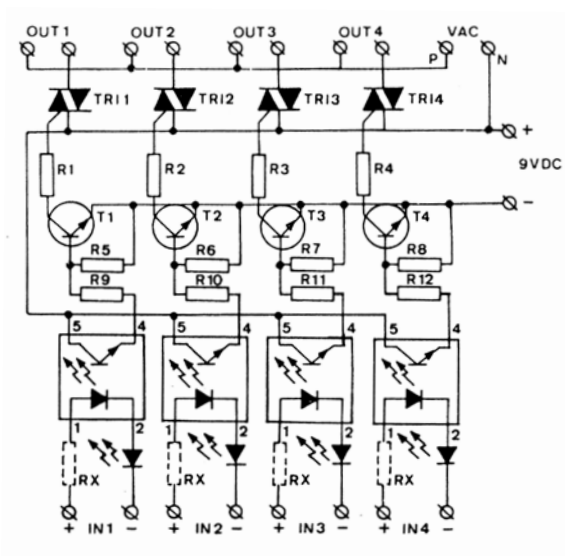 OUT1 OUT2 OUT3 OUT4 VAC
P N
TRI1 TRI2 TRI3 TRI4
+
9VDC
R1 R2 R3 R4
-
T1 T2 T3 T4
R5 R6 R7 R8
R9 R10 R11 R12
5 4 5 4 5 4 5 4
1 2 1 2 1 2 1 2
RX RX RX RX
+ IN1 - + IN2 - + IN3 - + IN4 -